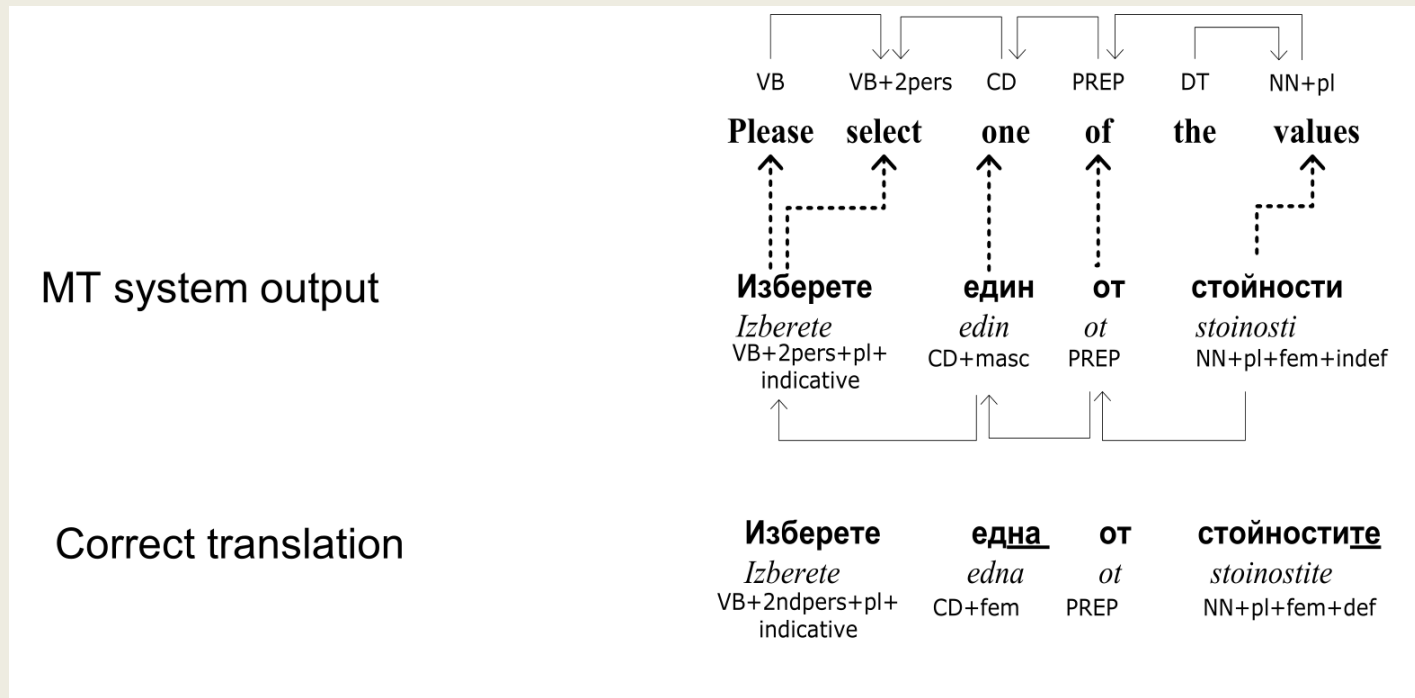 VB VB+2pers CD PREP DT NN+pl
Please select one of the values
MT system output
Изберете един от стойности
Izberete edin ot stoinosti
VB+2pers+pl+ CD+masc PREP NN+pl+fem+indef
indicative
Correct translation
Изберете една от стойностите
Izberete edna ot stoinostite
VB+2ndpers+pl+ CD+fem PREP NN+pl+fem+def
indicative